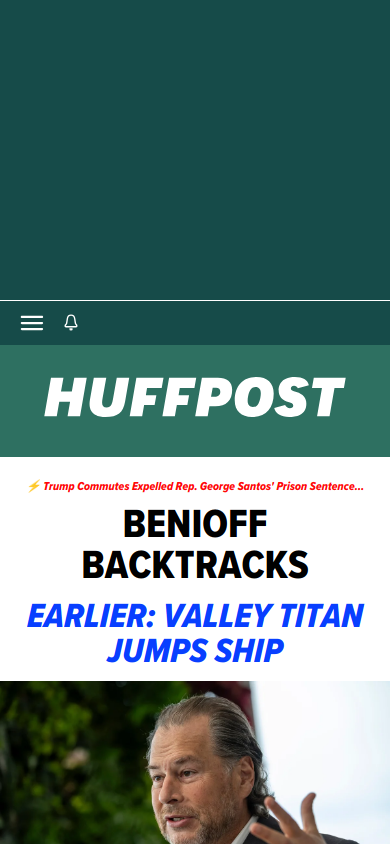 HUFFPOST
⚡ Trump Commutes Expelled Rep. George Santos' Prison Sentence...
BENIOFF
BACKTRACKS
EARLIER: VALLEY TITAN
JUMPS SHIP